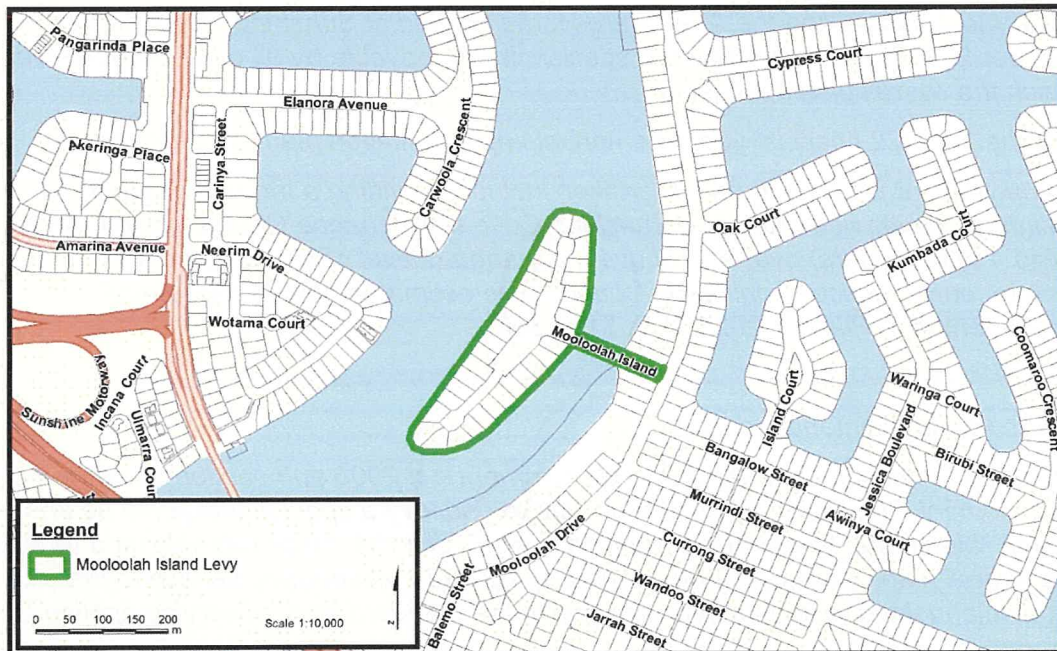 Pangarinda Place
Cypress Court
Elanora Avenue
Carwoola Crescent
Akeringa Place
Carinya Street
Oak Court
Kumbada Court
Amarina Avenue
Neerim Drive
Wotama Court
Mooloolah Island
Coomaroo Crescent
Sunshine Motorway
Incana Court
Ulmarra Cour
Island Court
Waringa Court
Jessica Boulevard
Bangalow Street
Birubi Street
Murrindi Street
Awinya Court
Mooloolah Drive
Currong Street
Balemo Street
Wandoo Street
Jarrah Street
Legend
Mooloolah Island Levy
0 50 100 150 200
m
Scale 1:10,000
z